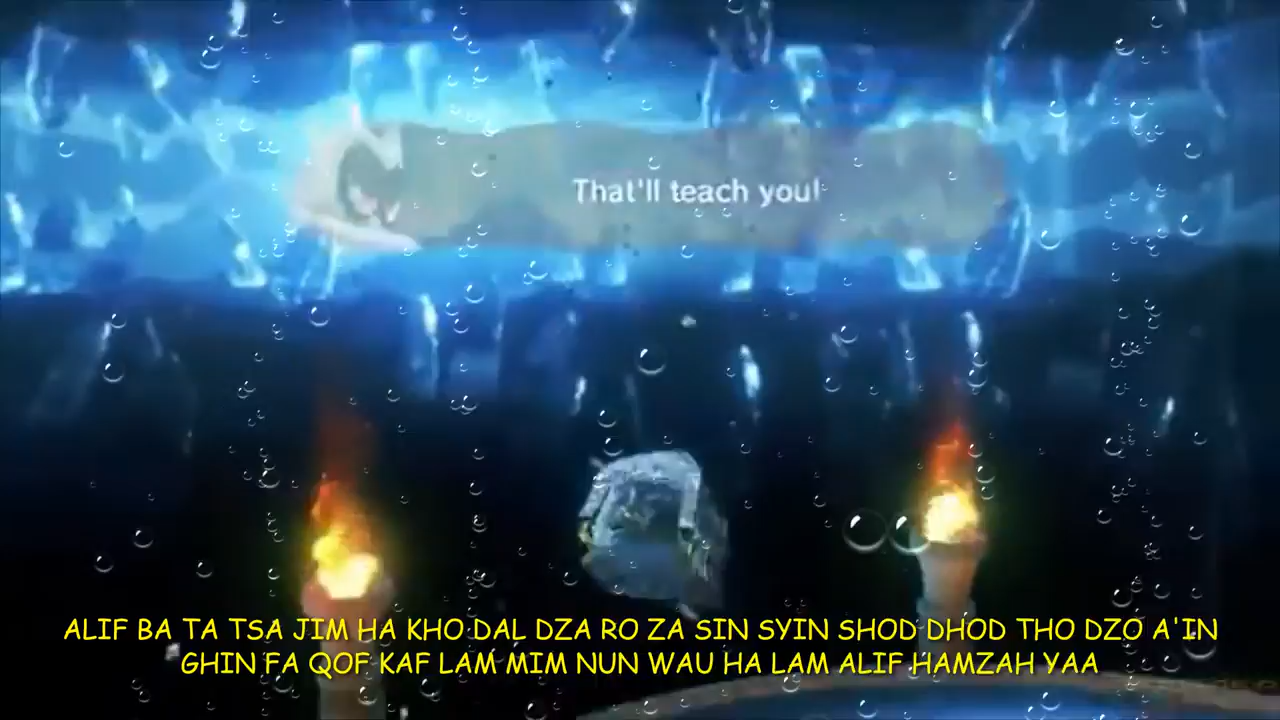 That'll teach you!
ALIF BA TA TSA JIM HA KHO DAL DZA RO ZA SIN SYIN SHOD DHOD THO DZO A'IN
GHIN FA QOF KAF LAM MIM NUN WAU HA LAM ALIF HAMZAH YAA